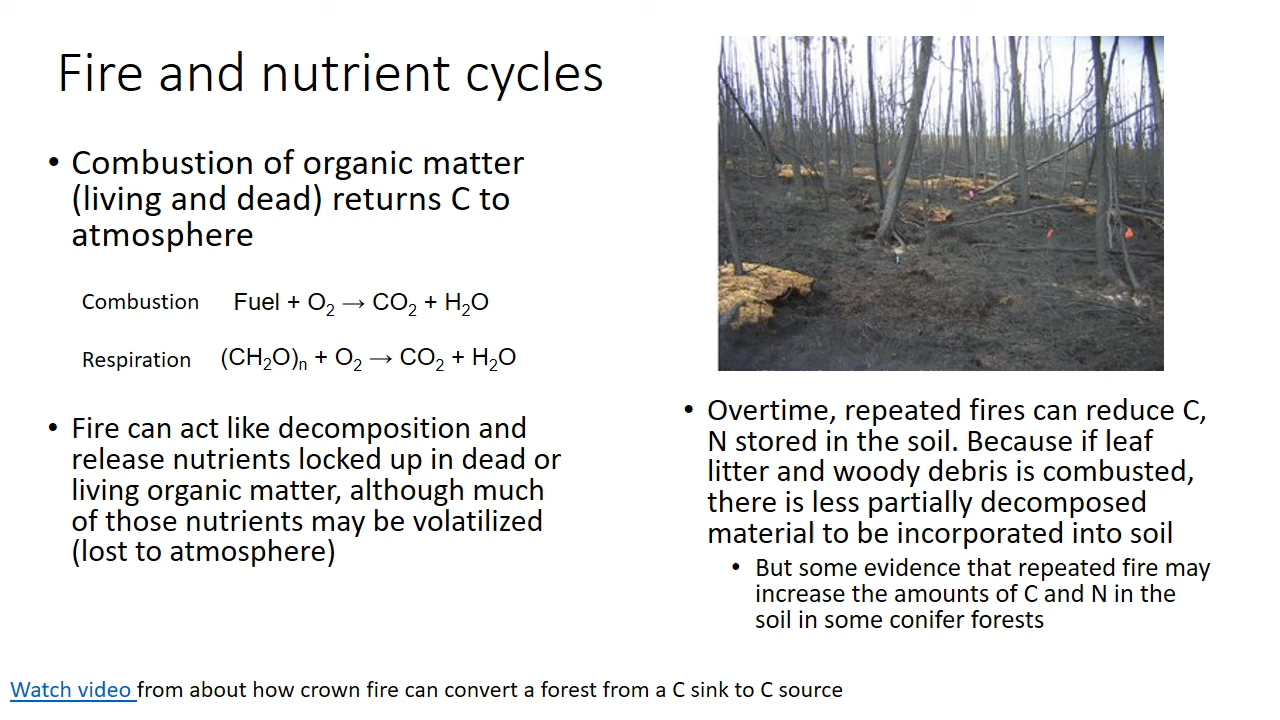 Fire and nutrient cycles
• Combustion of organic matter
(living and dead) returns C to
atmosphere
Combustion Fuel + O₂ → CO₂ + H₂O
Respiration (CH₂O)ₙ + O₂ → CO₂ + H₂O
• Fire can act like decomposition and
release nutrients locked up in dead or
living organic matter, although much
of those nutrients may be volatilized
(lost to atmosphere)
• Overtime, repeated fires can reduce C,
N stored in the soil. Because if leaf
litter and woody debris is combusted,
there is less partially decomposed
material to be incorporated into soil
• But some evidence that repeated fire may
increase the amounts of C and N in the
soil in some conifer forests
Watch video from about how crown fire can convert a forest from a C sink to C source